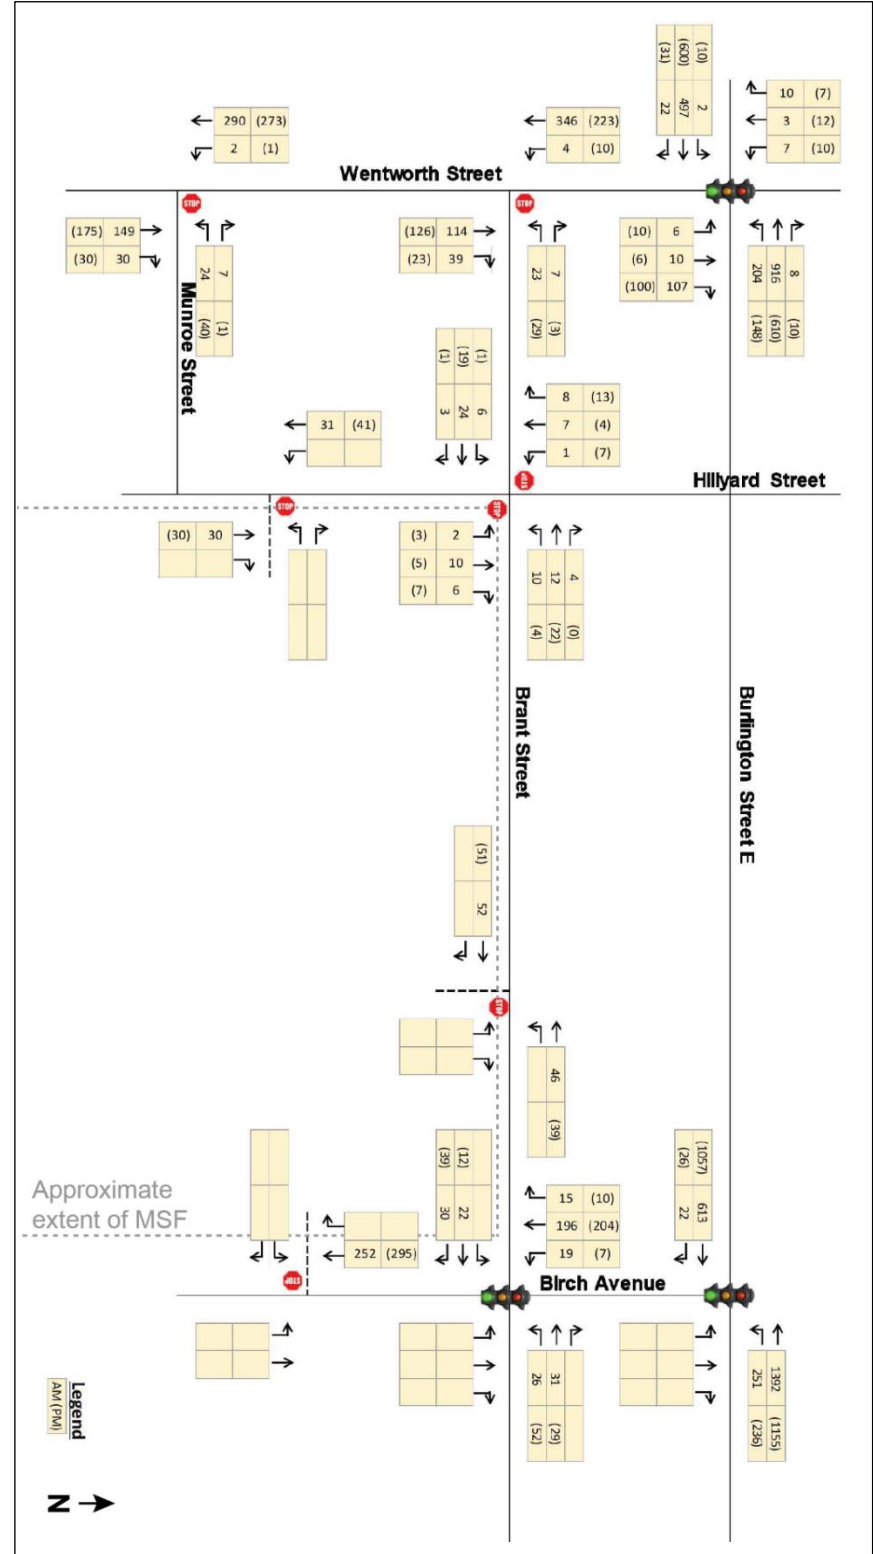 (10) 2
(600) 497
(31) 22
10 (7)
3 (12)
7 (10)
290 (273)
2 (1)
346 (223)
4 (10)
Wentworth Street
STOP
STOP
(175) 149
(30) 30
7 (1)
24 (40)
(126) 114
(23) 39
7 (3)
23 (29)
(10) 6
(6) 10
(100) 107
8 (10)
916 (610)
204 (148)
Munroe Street
(1) 6
(19) 24
(1) 3
31 (41)
8 (13)
7 (4)
1 (7)
STOP
Hillyard Street
STOP
STOP
(30) 30
(3) 2
(5) 10
(7) 6
4 (0)
12 (22)
10 (4)
Brant Street
Burlington Street E
(51) 52
STOP
46 (39)
(1057) 613
(26) 22
(12) 22
(39) 30
15 (10)
196 (204)
19 (7)
Approximate
extent of MSF
252 (295)
STOP
Birch Avenue
31 (29)
26 (52)
1392 (1155)
251 (236)
Legend
AM (PM)
N